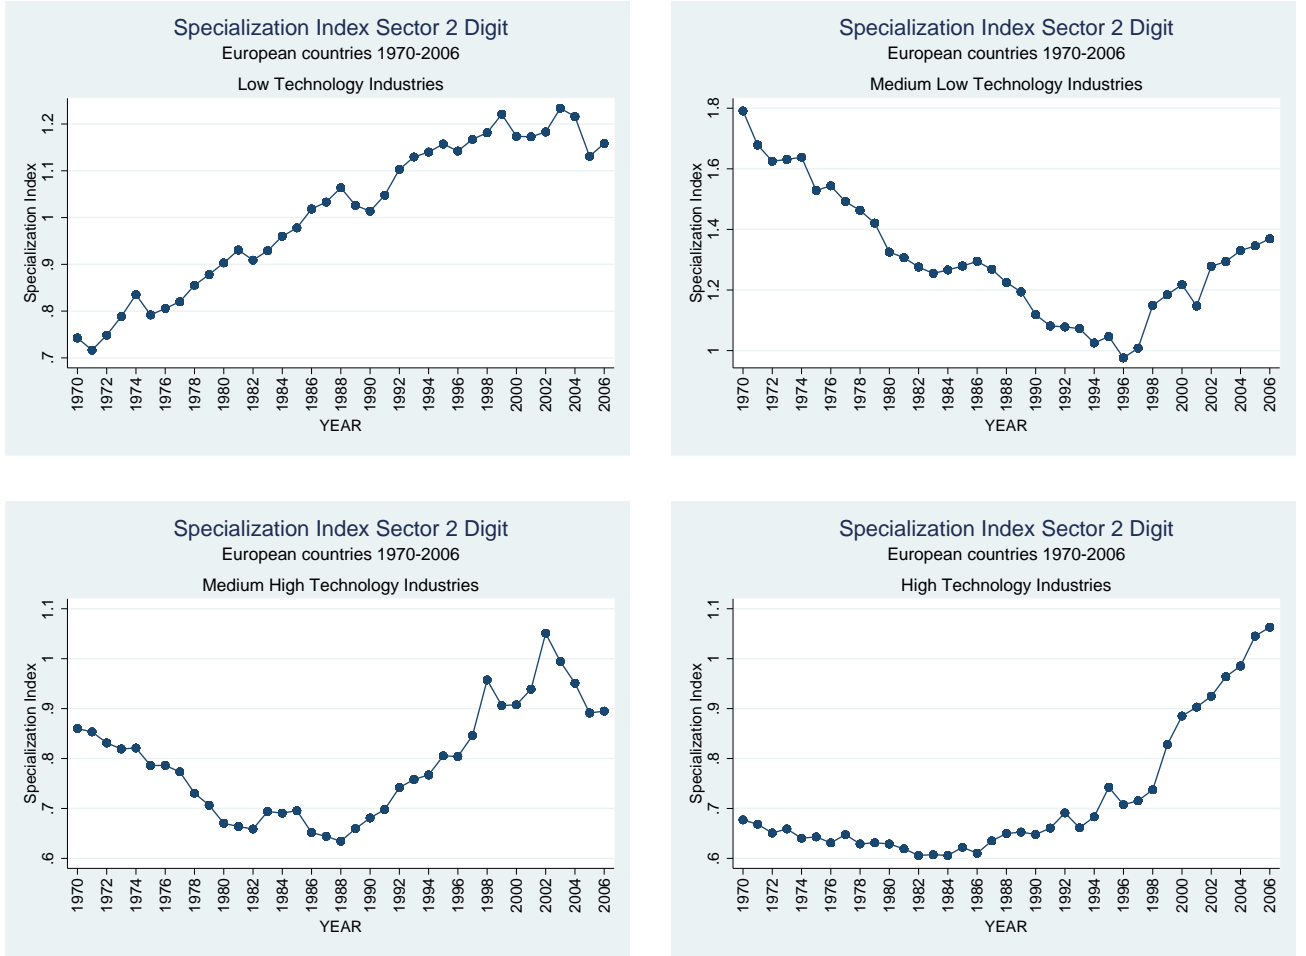 Specialization Index Sector 2 Digit
European countries 1970-2006
Low Technology Industries
Specialization Index
1.2
1.1
1
.9
.8
.7
1970 1972 1974 1976 1978 1980 1982 1984 1986 1988 1990 1992 1994 1996 1998 2000 2002 2004 2006
YEAR
Specialization Index Sector 2 Digit
European countries 1970-2006
Medium Low Technology Industries
Specialization Index
1.8
1.6
1.4
1.2
1
1970 1972 1974 1976 1978 1980 1982 1984 1986 1988 1990 1992 1994 1996 1998 2000 2002 2004 2006
YEAR
Specialization Index Sector 2 Digit
European countries 1970-2006
Medium High Technology Industries
Specialization Index
1.1
1
.9
.8
.7
.6
1970 1972 1974 1976 1978 1980 1982 1984 1986 1988 1990 1992 1994 1996 1998 2000 2002 2004 2006
YEAR
Specialization Index Sector 2 Digit
European countries 1970-2006
High Technology Industries
Specialization Index
1.1
1
.9
.8
.7
.6
1970 1972 1974 1976 1978 1980 1982 1984 1986 1988 1990 1992 1994 1996 1998 2000 2002 2004 2006
YEAR